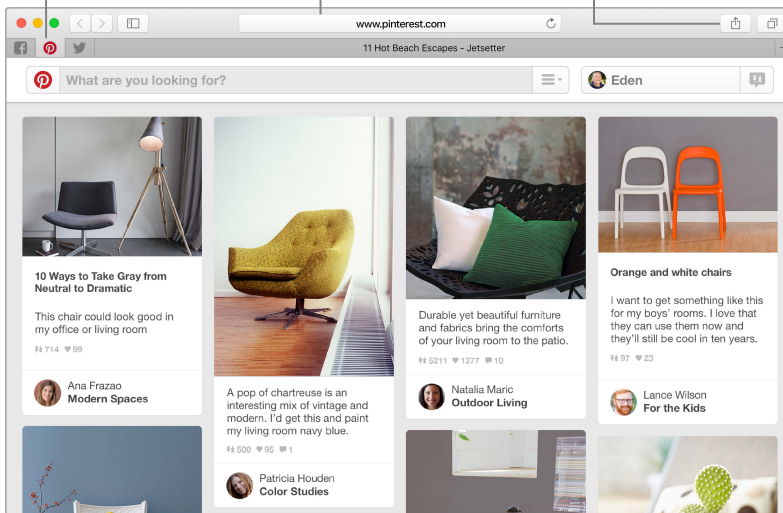 www.pinterest.com
11 Hot Beach Escapes - Jetsetter
What are you looking for?
Eden
10 Ways to Take Gray from
Neutral to Dramatic
This chair could look good in
my office or living room
714 99
Ana Frazao
Modern Spaces
A pop of chartreuse is an
interesting mix of vintage and
modern. I'd get this and paint
my living room navy blue.
500 95 1
Patricia Houden
Color Studies
Durable yet beautiful furniture
and fabrics bring the comforts
of your living room to the patio.
5211 1277 10
Natalia Maric
Outdoor Living
Orange and white chairs
I want to get something like this
for my boys' rooms. I love that
they can use them now and
they'll still be cool in ten years.
97 23
Lance Wilson
For the Kids